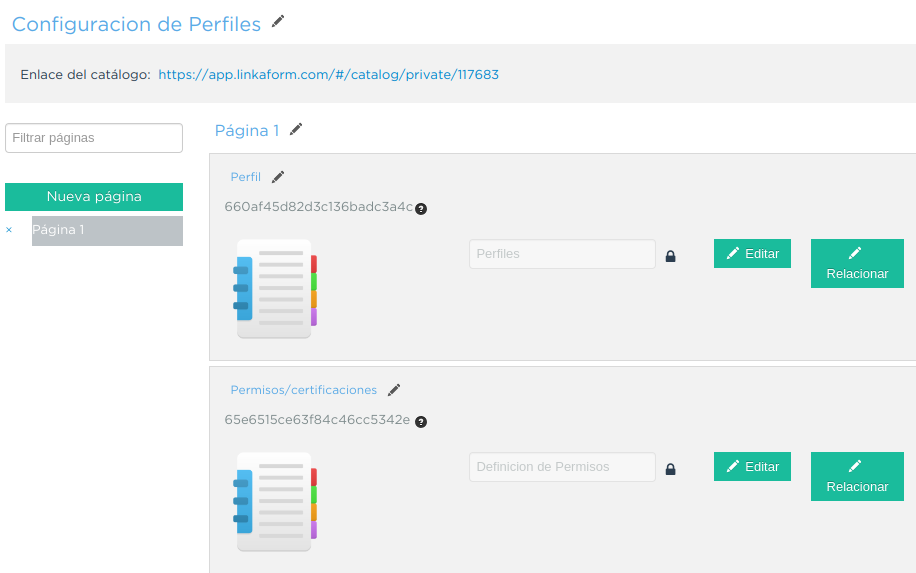 Configuracion de Perfiles
Enlace del catálogo: https://app.linkaform.com/#/catalog/private/117683
Filtrar páginas
Nueva página
× Página 1
Página 1
Perfil
660af45d82d3c136badc3a4c ?
Perfiles
Editar
Relacionar
Permisos/certificaciones
65e6515ce63f84c46cc5342e ?
Definicion de Permisos
Editar
Relacionar